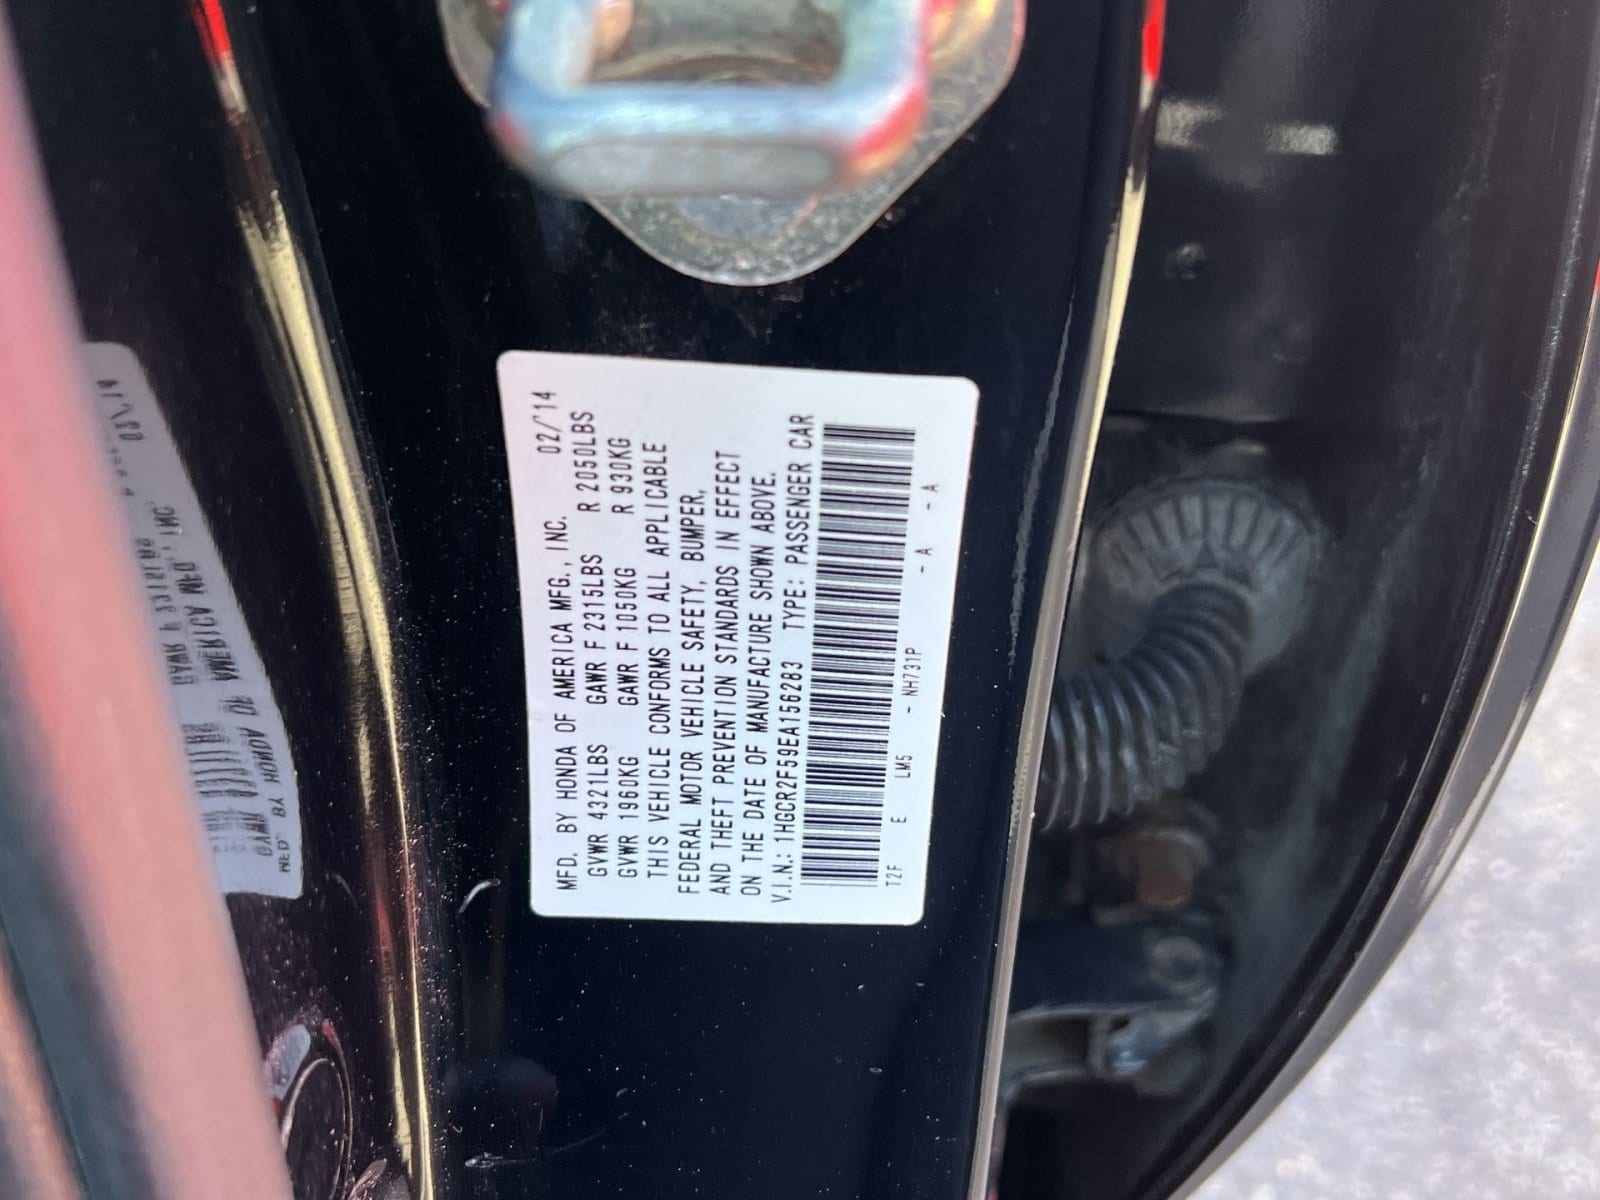 MFD. BY HONDA OF AMERICA MFG., INC. 02/14
GVWR 4321LBS GAWR F 2315LBS R 2050LBS
GVWR 1960KG GAWR F 1050KG R 930KG
THIS VEHICLE CONFORMS TO ALL APPLICABLE
FEDERAL MOTOR VEHICLE SAFETY, BUMPER,
AND THEFT PREVENTION STANDARDS IN EFFECT
ON THE DATE OF MANUFACTURE SHOWN ABOVE.
V.I.N.: 1HGCR2F59EA156283 TYPE: PASSENGER CAR
T2F E LM5 - NH731P - A - A